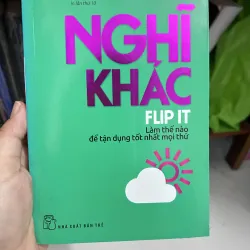 NGHĨ
KHÁC
FLIP IT
Làm thế nào
để tận dụng tốt nhất mọi thứ
NHÀ XUẤT BẢN TRẺ